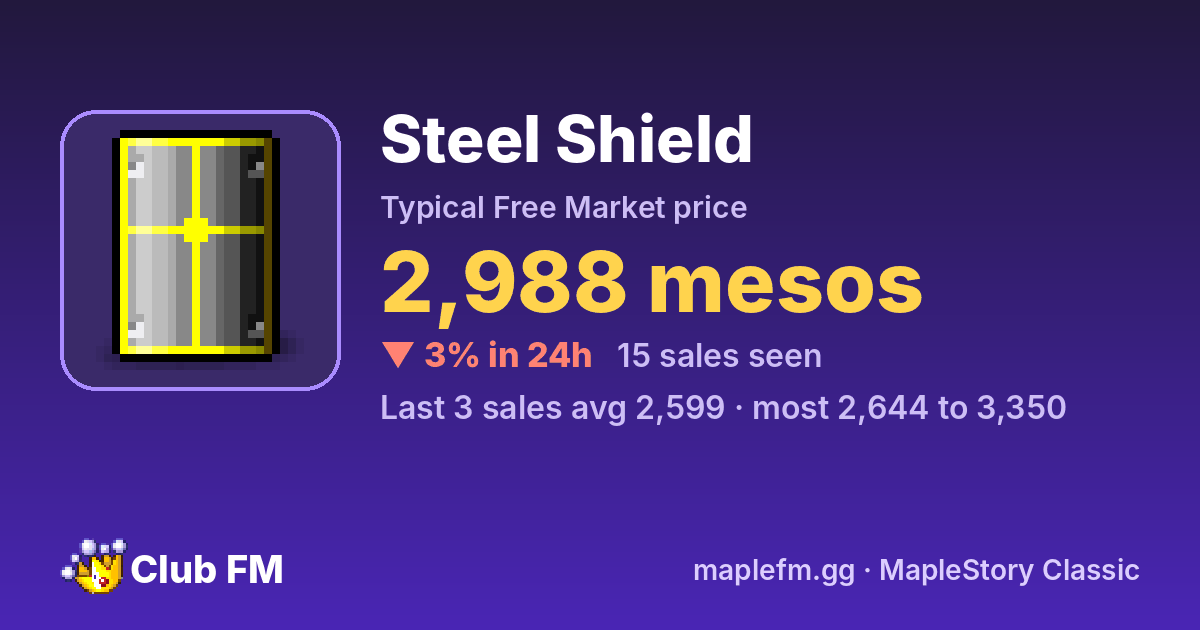 Steel Shield
Typical Free Market price
2,988 mesos
▼ 3% in 24h 15 sales seen
Last 3 sales avg 2,599 · most 2,644 to 3,350
Club FM
maplefm.gg · MapleStory Classic